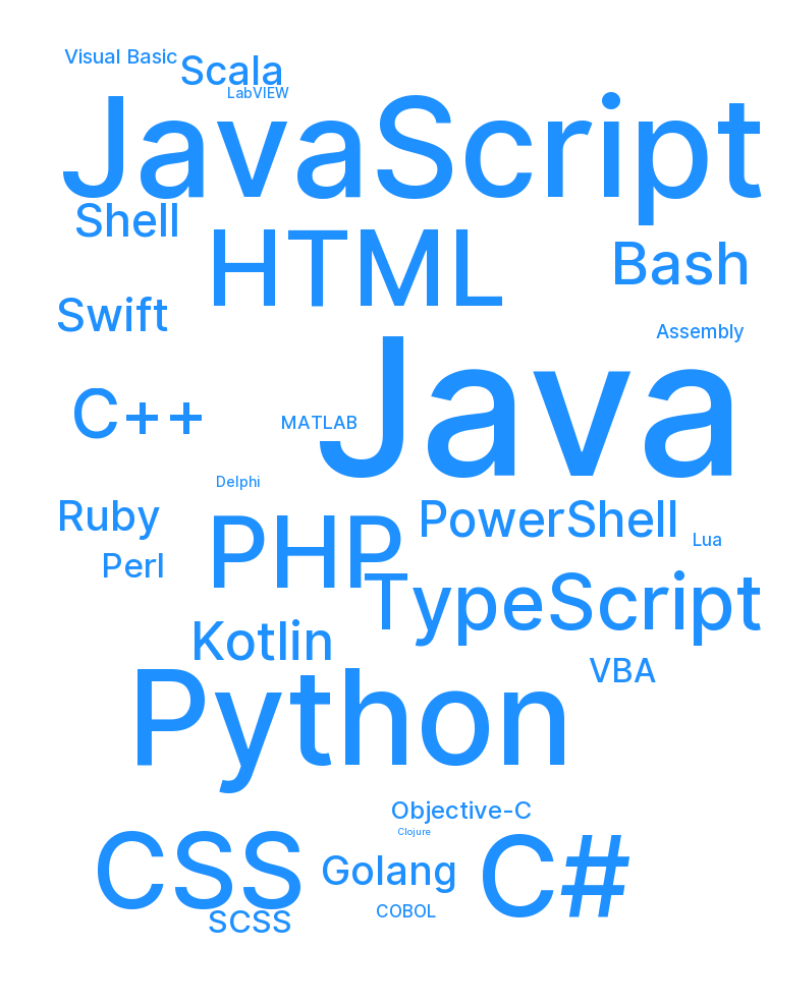 Visual Basic
Scala
LabVIEW
JavaScript
Shell
HTML
Bash
Swift
Assembly
Java
C++
MATLAB
Delphi
Ruby
PowerShell
PHP
Lua
Perl
TypeScript
Kotlin
VBA
Python
Objective-C
Clojure
CSS
Golang
C#
COBOL
SCSS